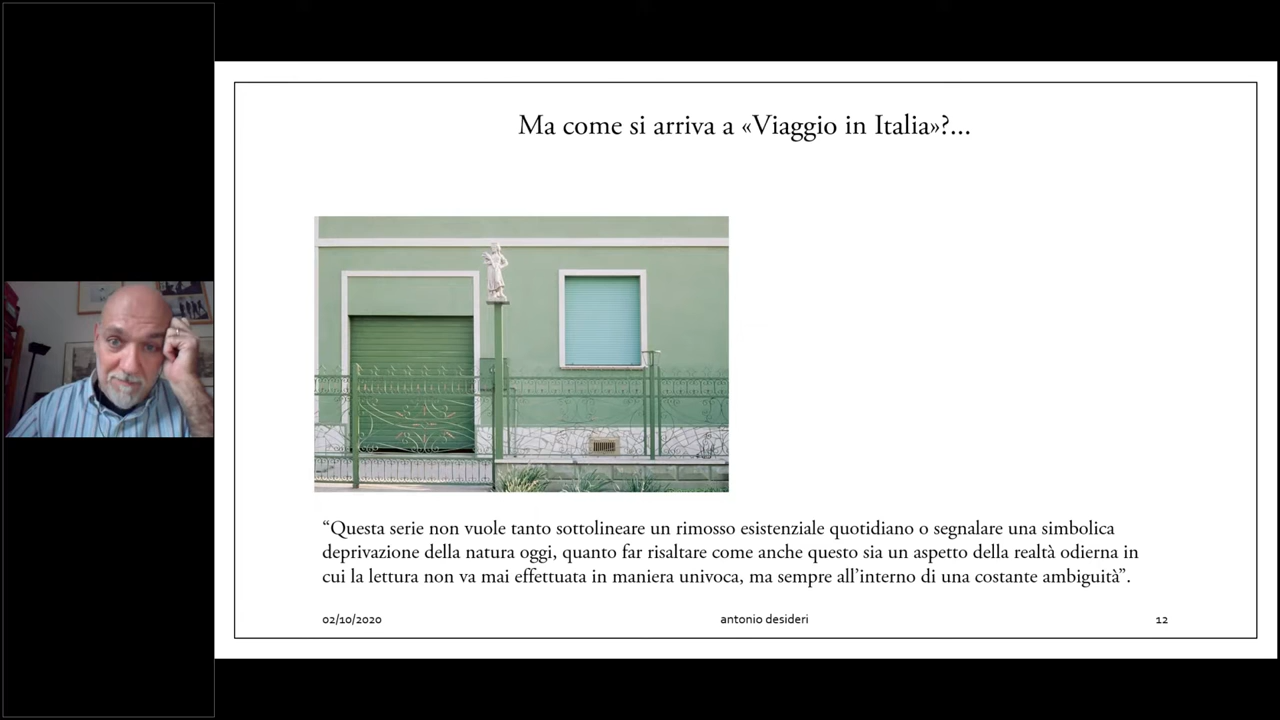 Ma come si arriva a «Viaggio in Italia»?...
“Questa serie non vuole tanto sottolineare un rimosso esistenziale quotidiano o segnalare una simbolica
deprivazione della natura oggi, quanto far risaltare come anche questo sia un aspetto della realtà odierna in
cui la lettura non va mai effettuata in maniera univoca, ma sempre all’interno di una costante ambiguità”.
02/10/2020
antonio desideri
12